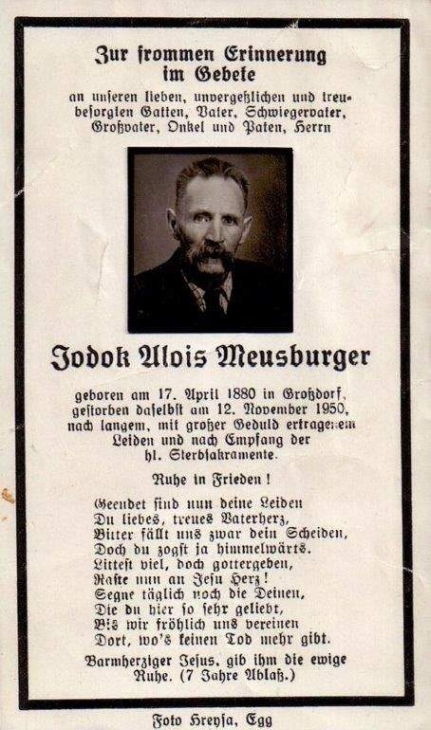 Zur frommen Erinnerung
im Gebete
an unseren lieben, unvergeßlichen und treu-
besorgten Gatten, Vater, Schwiegervater,
Großvater, Onkel und Paten, Herrn
Jodok Alois Meusburger
geboren am 17. April 1880 in Großdorf,
gestorben daselbst am 12. November 1950,
nach langem, mit großer Geduld ertragenem
Leiden und nach Empfang der
hl. Sterbsakramente.
Ruhe in Frieden!
Geendet sind nun deine Leiden
Du liebes, treues Vaterherz,
Bitter fällt uns zwar dein Scheiden,
Doch du zogst ja himmelwärts.
Littest viel, doch gottergeben,
Raste nun an Jesu Herz!
Segne täglich noch die Deinen,
Die du hier so sehr geliebt,
Bis wir fröhlich uns vereinen
Dort, wo's keinen Tod mehr gibt.
Barmherziger Jesus, gib ihm die ewige
Ruhe. (7 Jahre Ablaß.)
Foto Hreysa, Egg